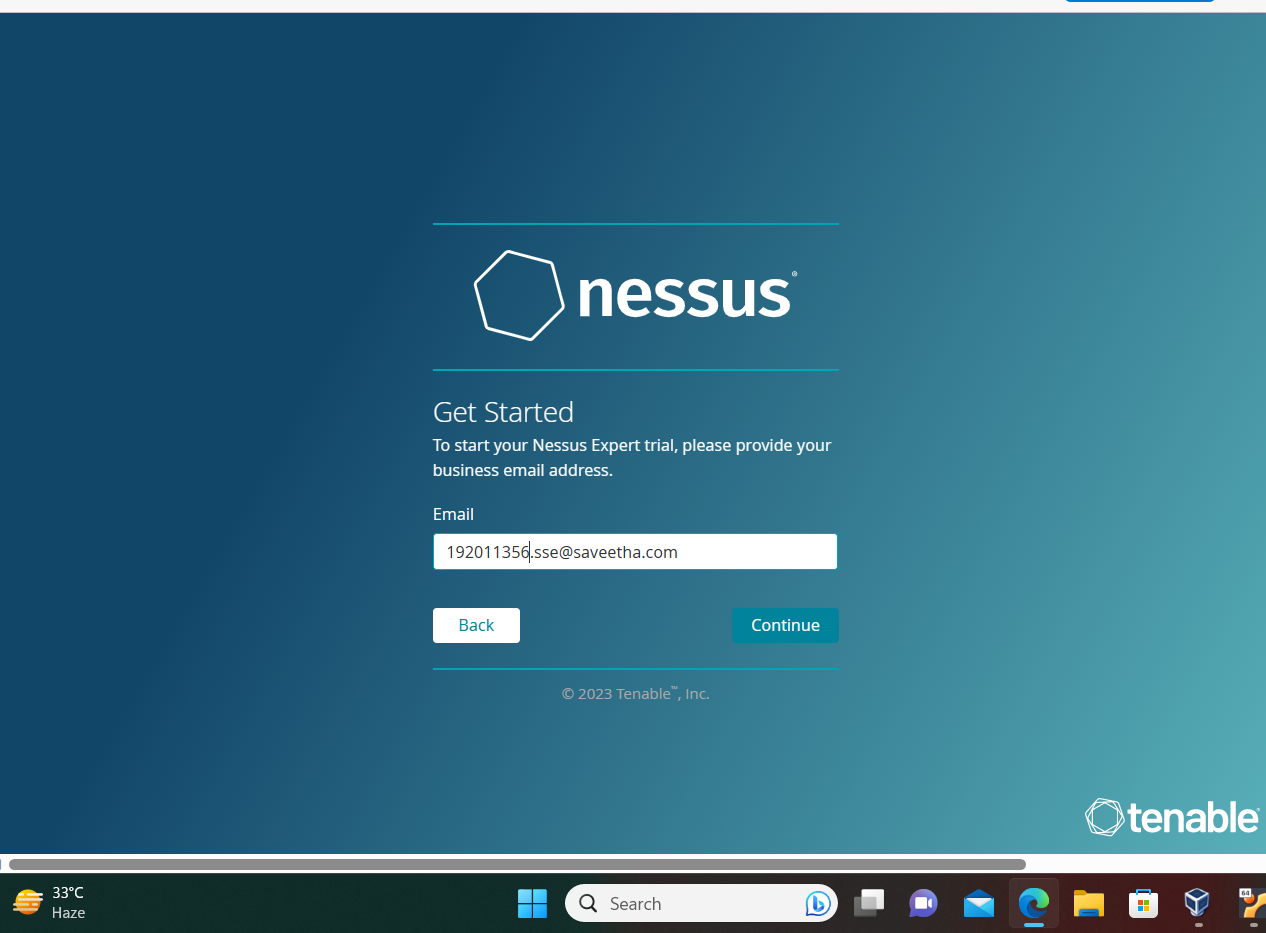 nessus®
Get Started
To start your Nessus Expert trial, please provide your
business email address.
Email
192011356.sse@saveetha.com
Back
Continue
© 2023 Tenable™, Inc.
tenable
33°C
Haze
Search
64